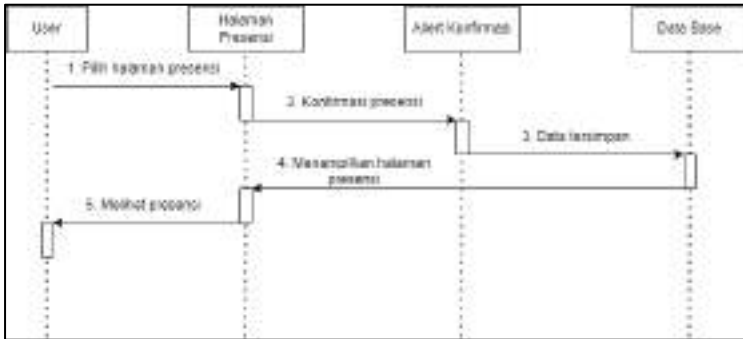 User
Halaman
Presensi
Alert Konfirmasi
Data Base
1. Pilih halaman presensi
2. Konfirmasi presensi
3. Data tersimpan
4. Menampilkan halaman
presensi
5. Melihat presensi